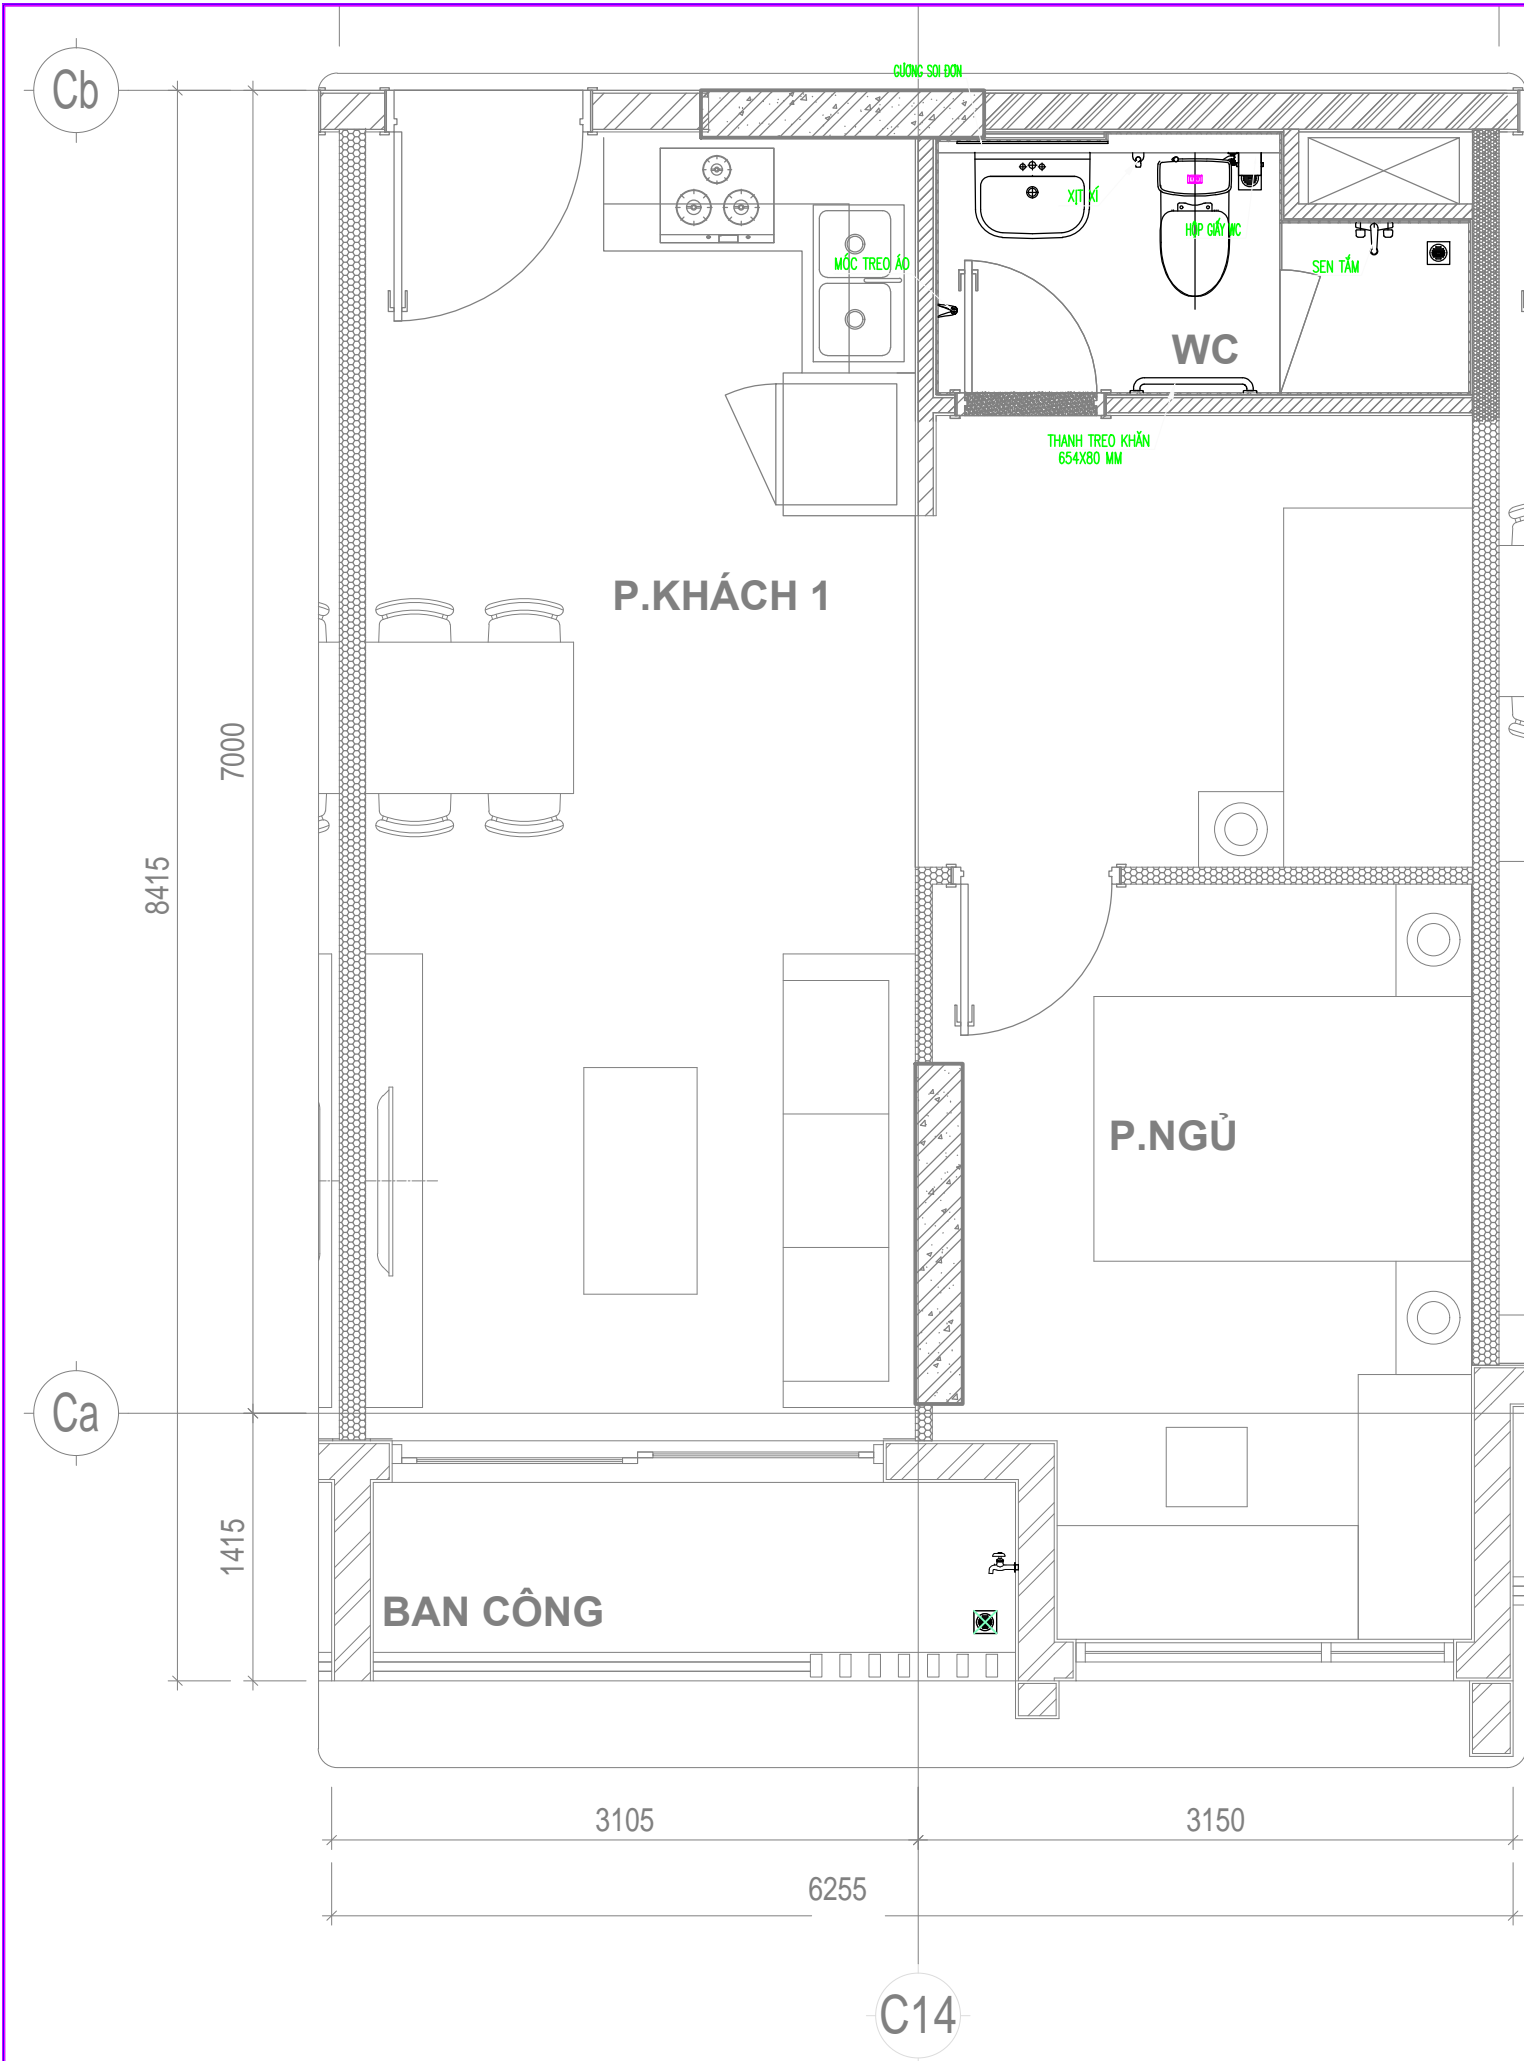 Cb
GƯƠNG SOI ĐƠN
XỊT XÍ
HỘP GIẤY WC
MÓC TREO ÁO
SEN TẮM
WC
THANH TREO KHĂN
654X80 MM
P.KHÁCH 1
7000
8415
P.NGỦ
Ca
1415
BAN CÔNG
3105
3150
6255
C14